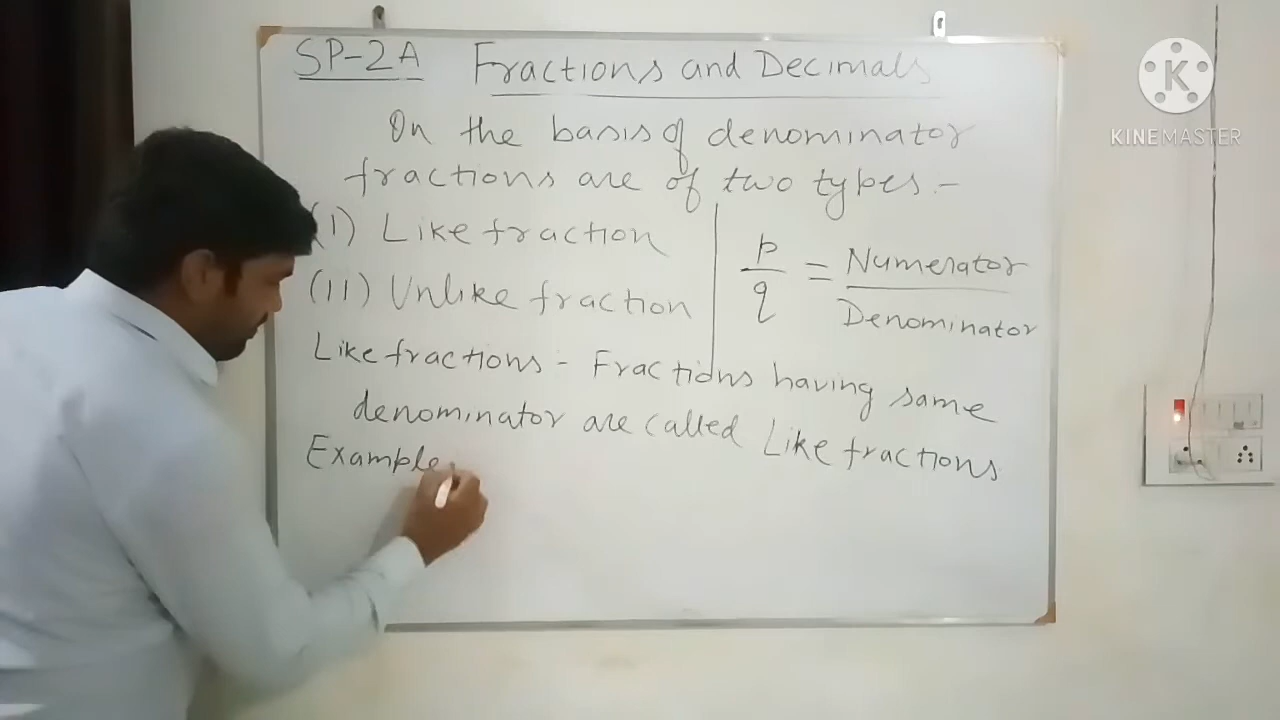 SP-2A Fractions and Decimals
On the basis of denominator
fractions are of two types.-
(I) Like fraction
(II) Unlike fraction
p/q = Numerator/Denominator
Like fractions - Fractions having same
denominator are called Like fractions
Example
K
KINEMASTER